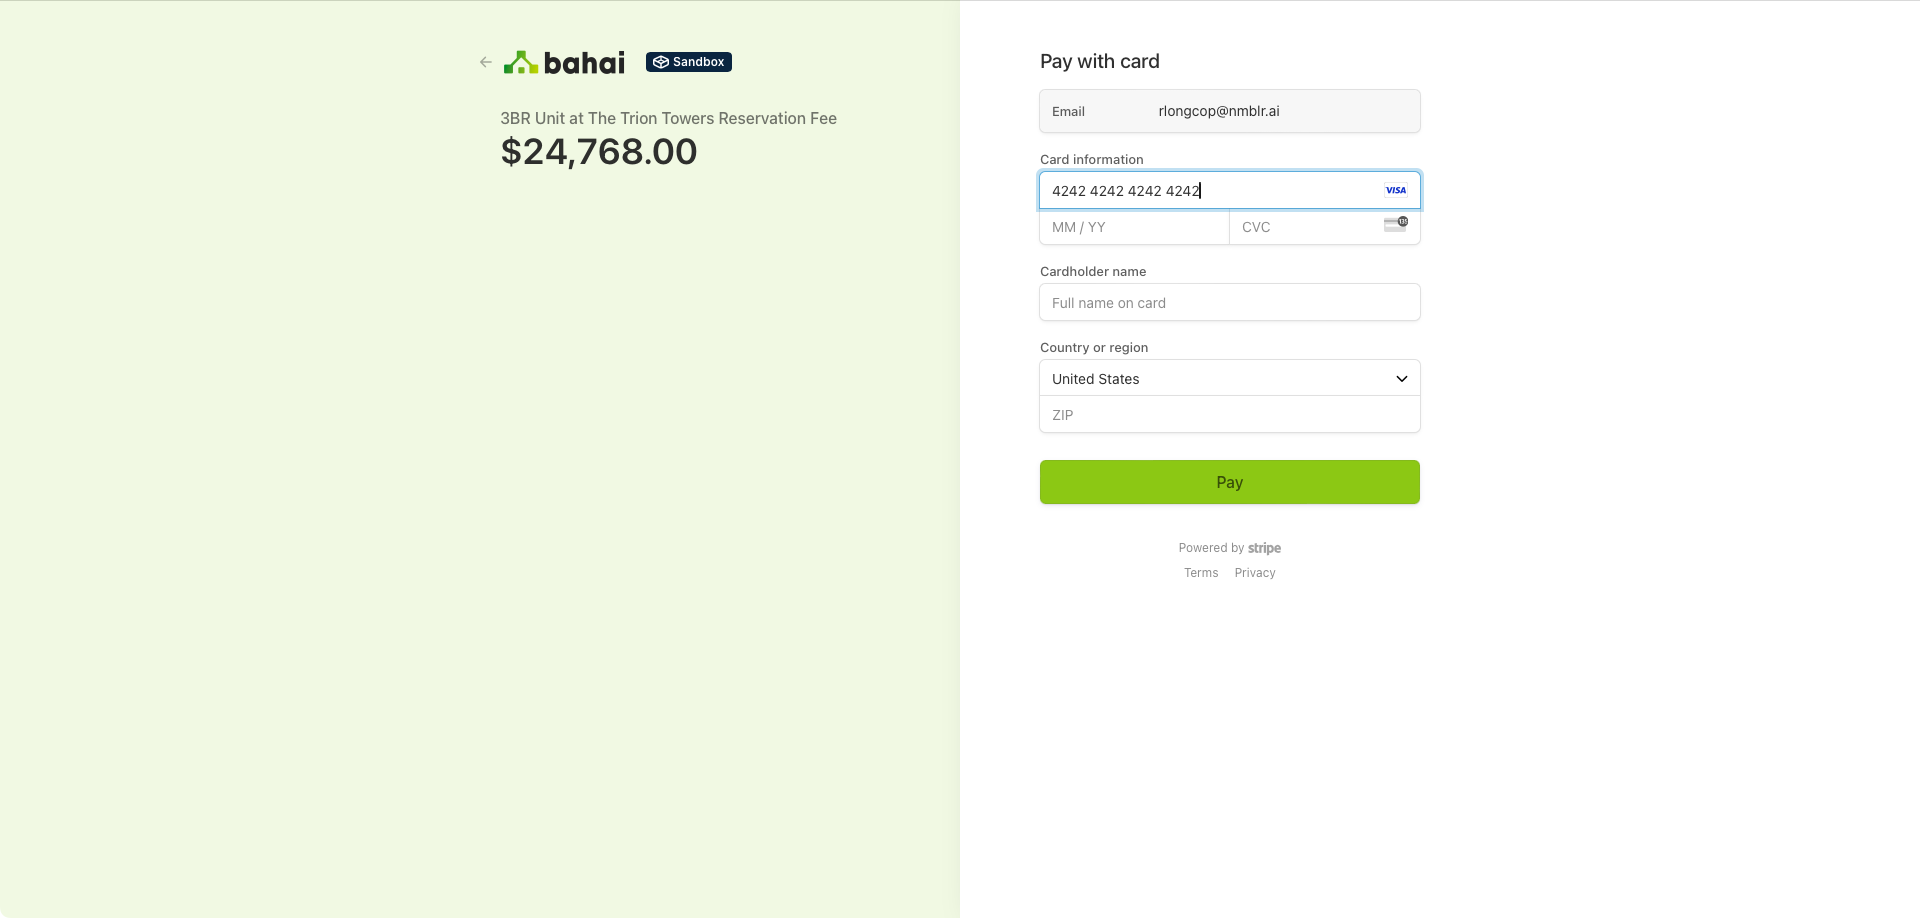 bahai
Sandbox
3BR Unit at The Trion Towers Reservation Fee
$24,768.00
Pay with card
Email rlongcop@nmblr.ai
Card information
4242 4242 4242 4242 VISA
MM / YY CVC
Cardholder name
Full name on card
Country or region
United States
ZIP
Pay
Powered by stripe
Terms Privacy